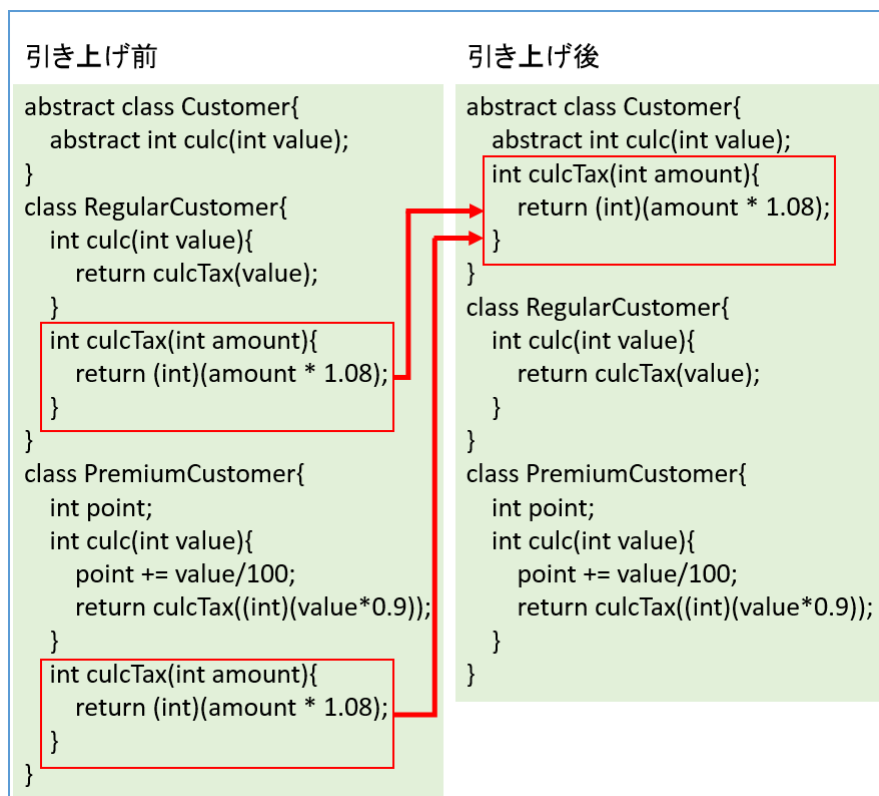 引き上げ前
abstract class Customer{
abstract int culc(int value);
}
class RegularCustomer{
int culc(int value){
return culcTax(value);
}
int culcTax(int amount){
return (int)(amount * 1.08);
}
}
class PremiumCustomer{
int point;
int culc(int value){
point += value/100;
return culcTax((int)(value*0.9));
}
int culcTax(int amount){
return (int)(amount * 1.08);
}
}
引き上げ後
abstract class Customer{
abstract int culc(int value);
int culcTax(int amount){
return (int)(amount * 1.08);
}
}
class RegularCustomer{
int culc(int value){
return culcTax(value);
}
}
class PremiumCustomer{
int point;
int culc(int value){
point += value/100;
return culcTax((int)(value*0.9));
}
}